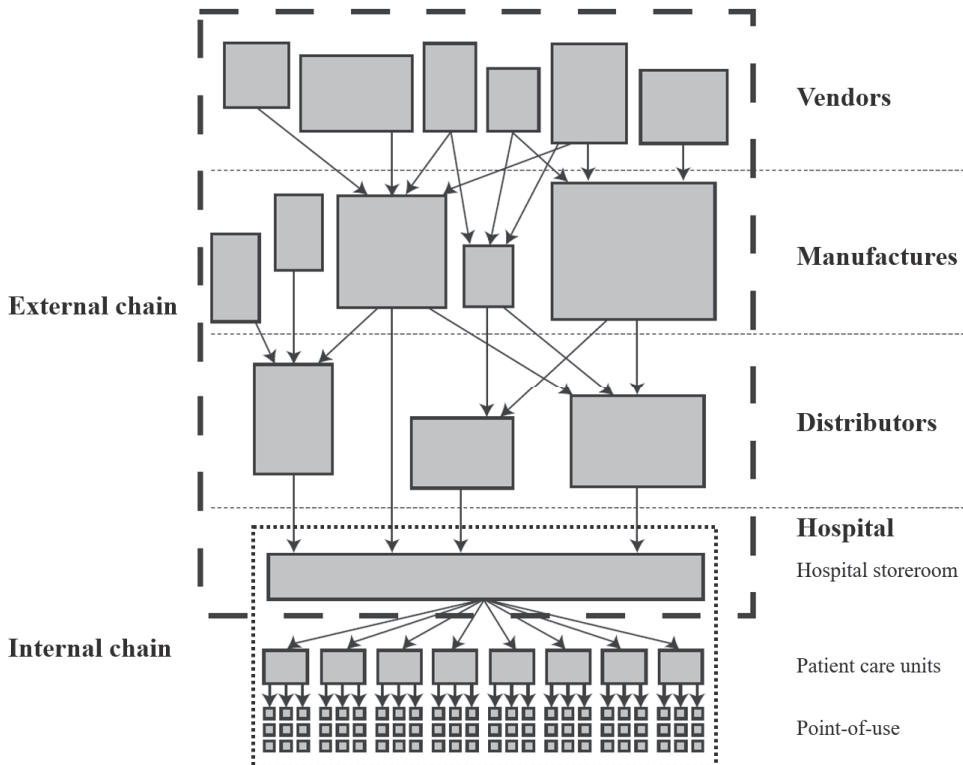 Vendors
Manufactures
External chain
Distributors
Hospital
Hospital storeroom
Internal chain
Patient care units
Point-of-use